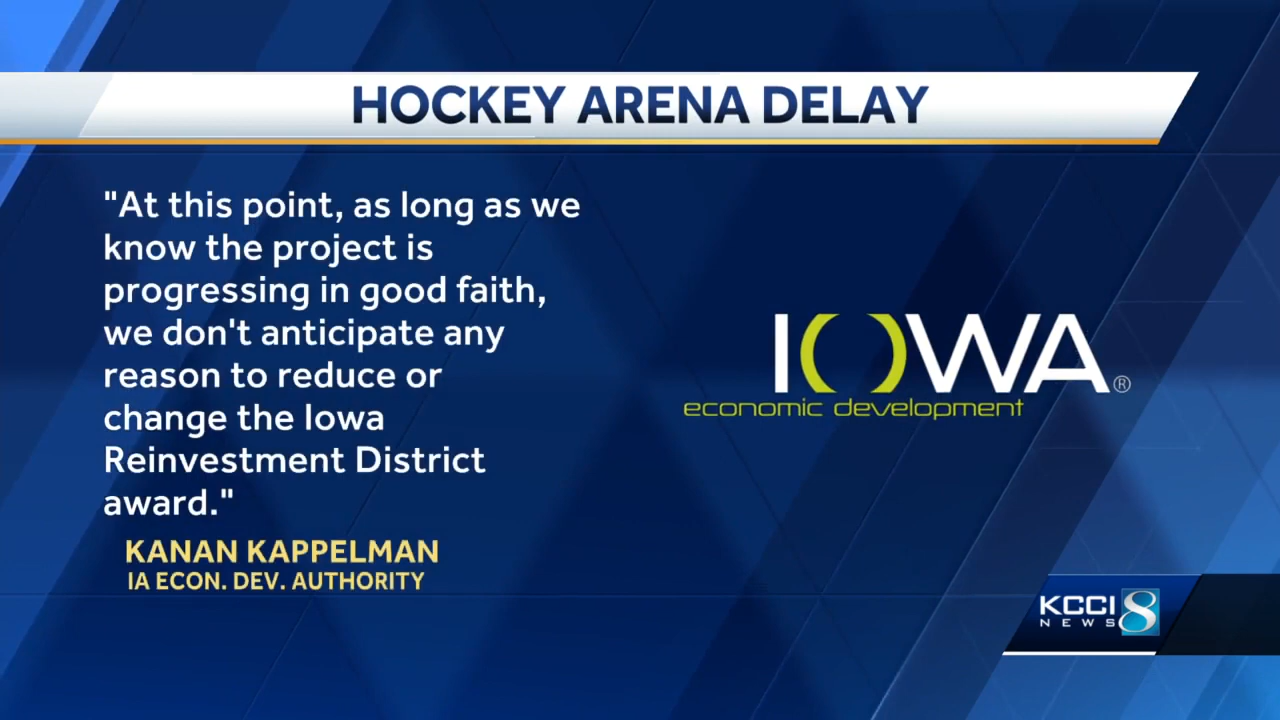 HOCKEY ARENA DELAY
"At this point, as long as we
know the project is
progressing in good faith,
we don't anticipate any
reason to reduce or
change the Iowa
Reinvestment District
award."
KANAN KAPPELMAN
IA ECON. DEV. AUTHORITY
IOWA®
economic development
KCCI 8
NEWS